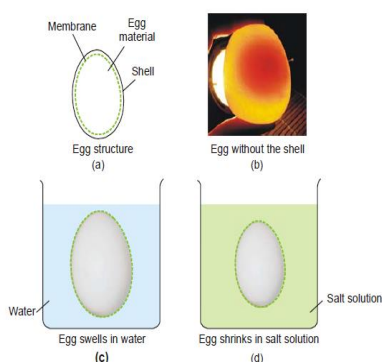 Membrane
Egg
material
Shell
Egg structure
(a)
Egg without the shell
(b)
Water
Egg swells in water
(c)
Salt solution
Egg shrinks in salt solution
(d)